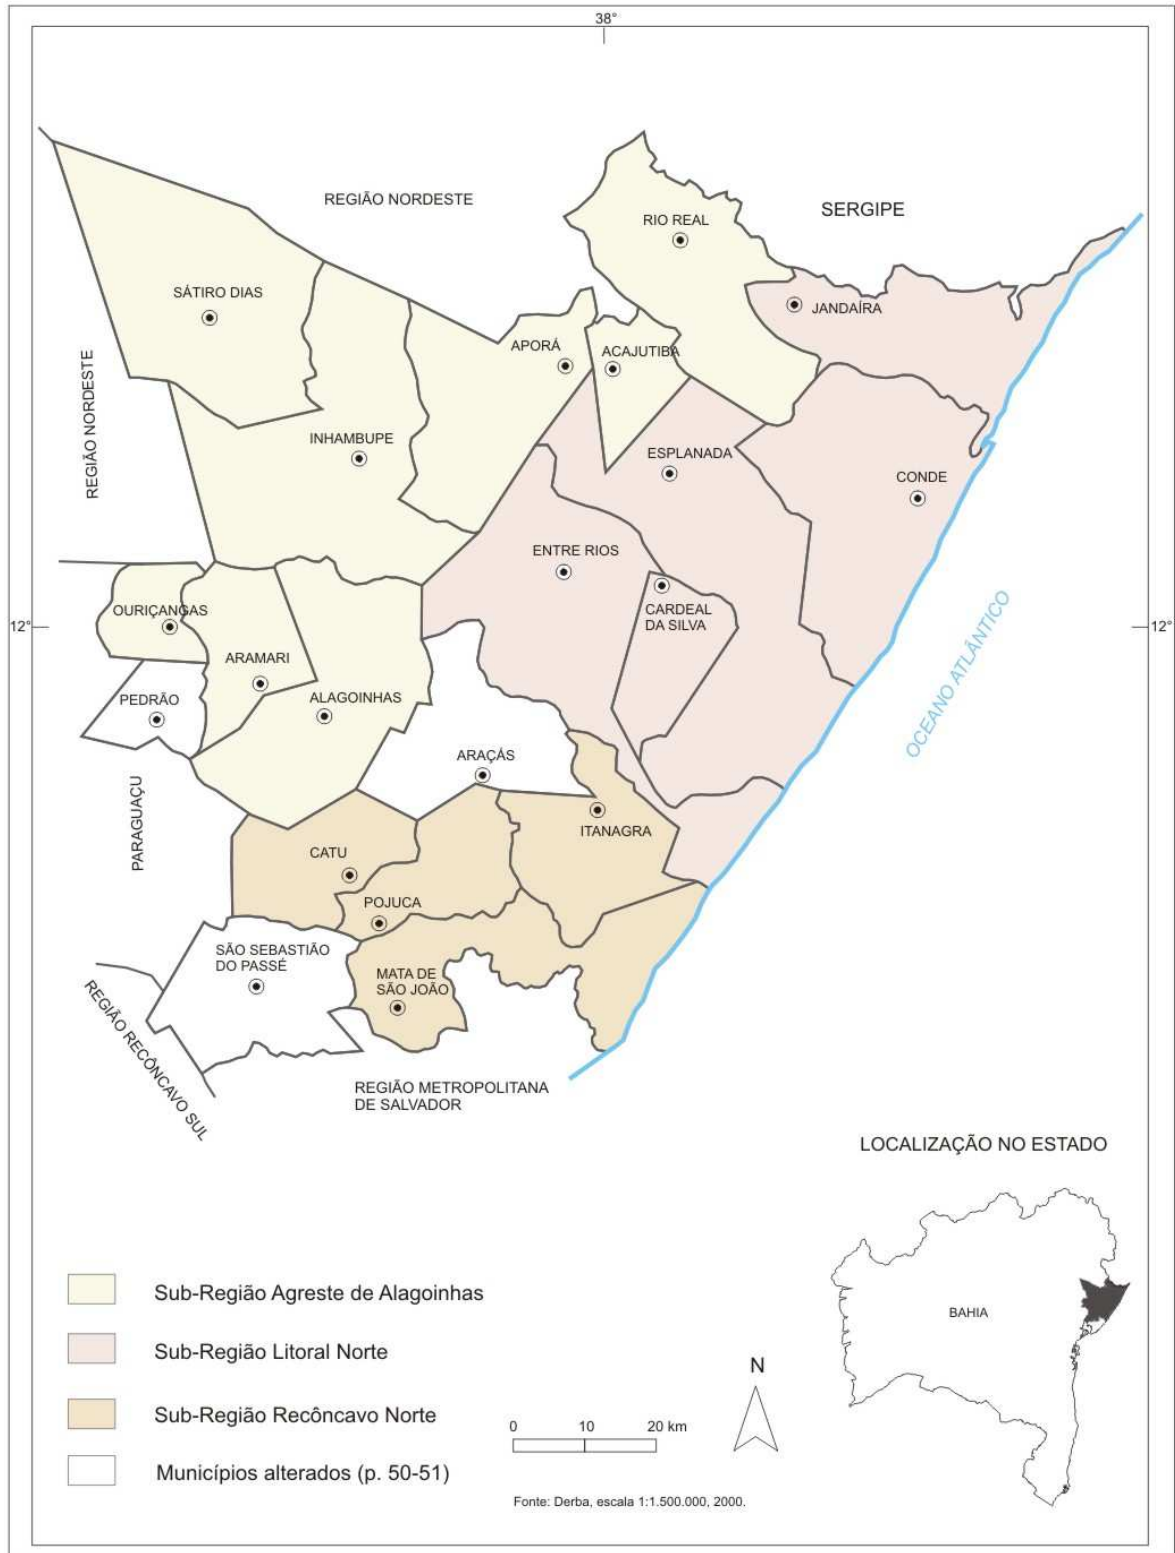 38°
REGIÃO NORDESTE
SERGIPE
RIO REAL
SÁTIRO DIAS
JANDAÍRA
APORÁ
ACAJUTIBA
REGIÃO NORDESTE
INHAMBUPE
ESPLANADA
CONDE
ENTRE RIOS
OURIÇANGAS
CARDEAL
DA SILVA
12°
12°
ARAMARI
OCEANO ATLÂNTICO
PEDRÃO
ALAGOINHAS
ARAÇÁS
PARAGUAÇU
ITANAGRA
CATU
POJUCA
SÃO SEBASTIÃO
DO PASSÉ
MATA DE
SÃO JOÃO
REGIÃO RECÔNCAVO SUL
REGIÃO METROPOLITANA
DE SALVADOR
LOCALIZAÇÃO NO ESTADO
BAHIA
Sub-Região Agreste de Alagoinhas
Sub-Região Litoral Norte
Sub-Região Recôncavo Norte
Municípios alterados (p. 50-51)
N
0 10 20 km
Fonte: Derba, escala 1:1.500.000, 2000.